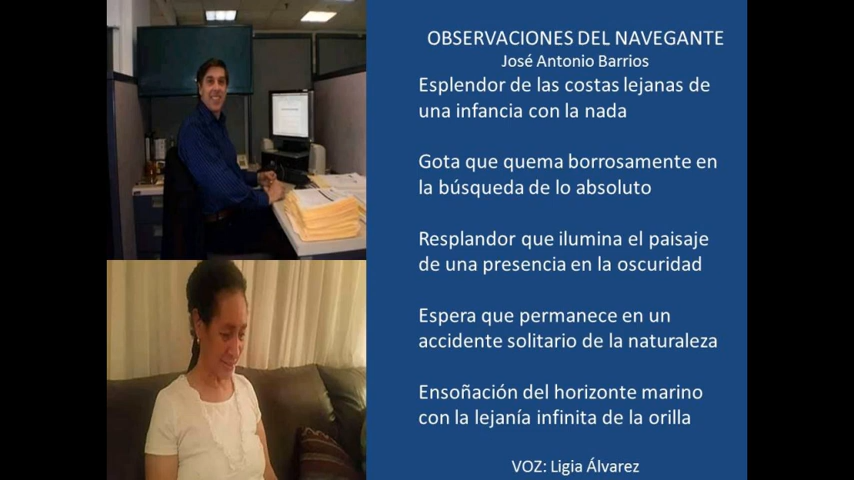 OBSERVACIONES DEL NAVEGANTE
José Antonio Barrios
Esplendor de las costas lejanas de
una infancia con la nada
Gota que quema borrosamente en
la búsqueda de lo absoluto
Resplandor que ilumina el paisaje
de una presencia en la oscuridad
Espera que permanece en un
accidente solitario de la naturaleza
Ensoñación del horizonte marino
con la lejanía infinita de la orilla
VOZ: Ligia Álvarez